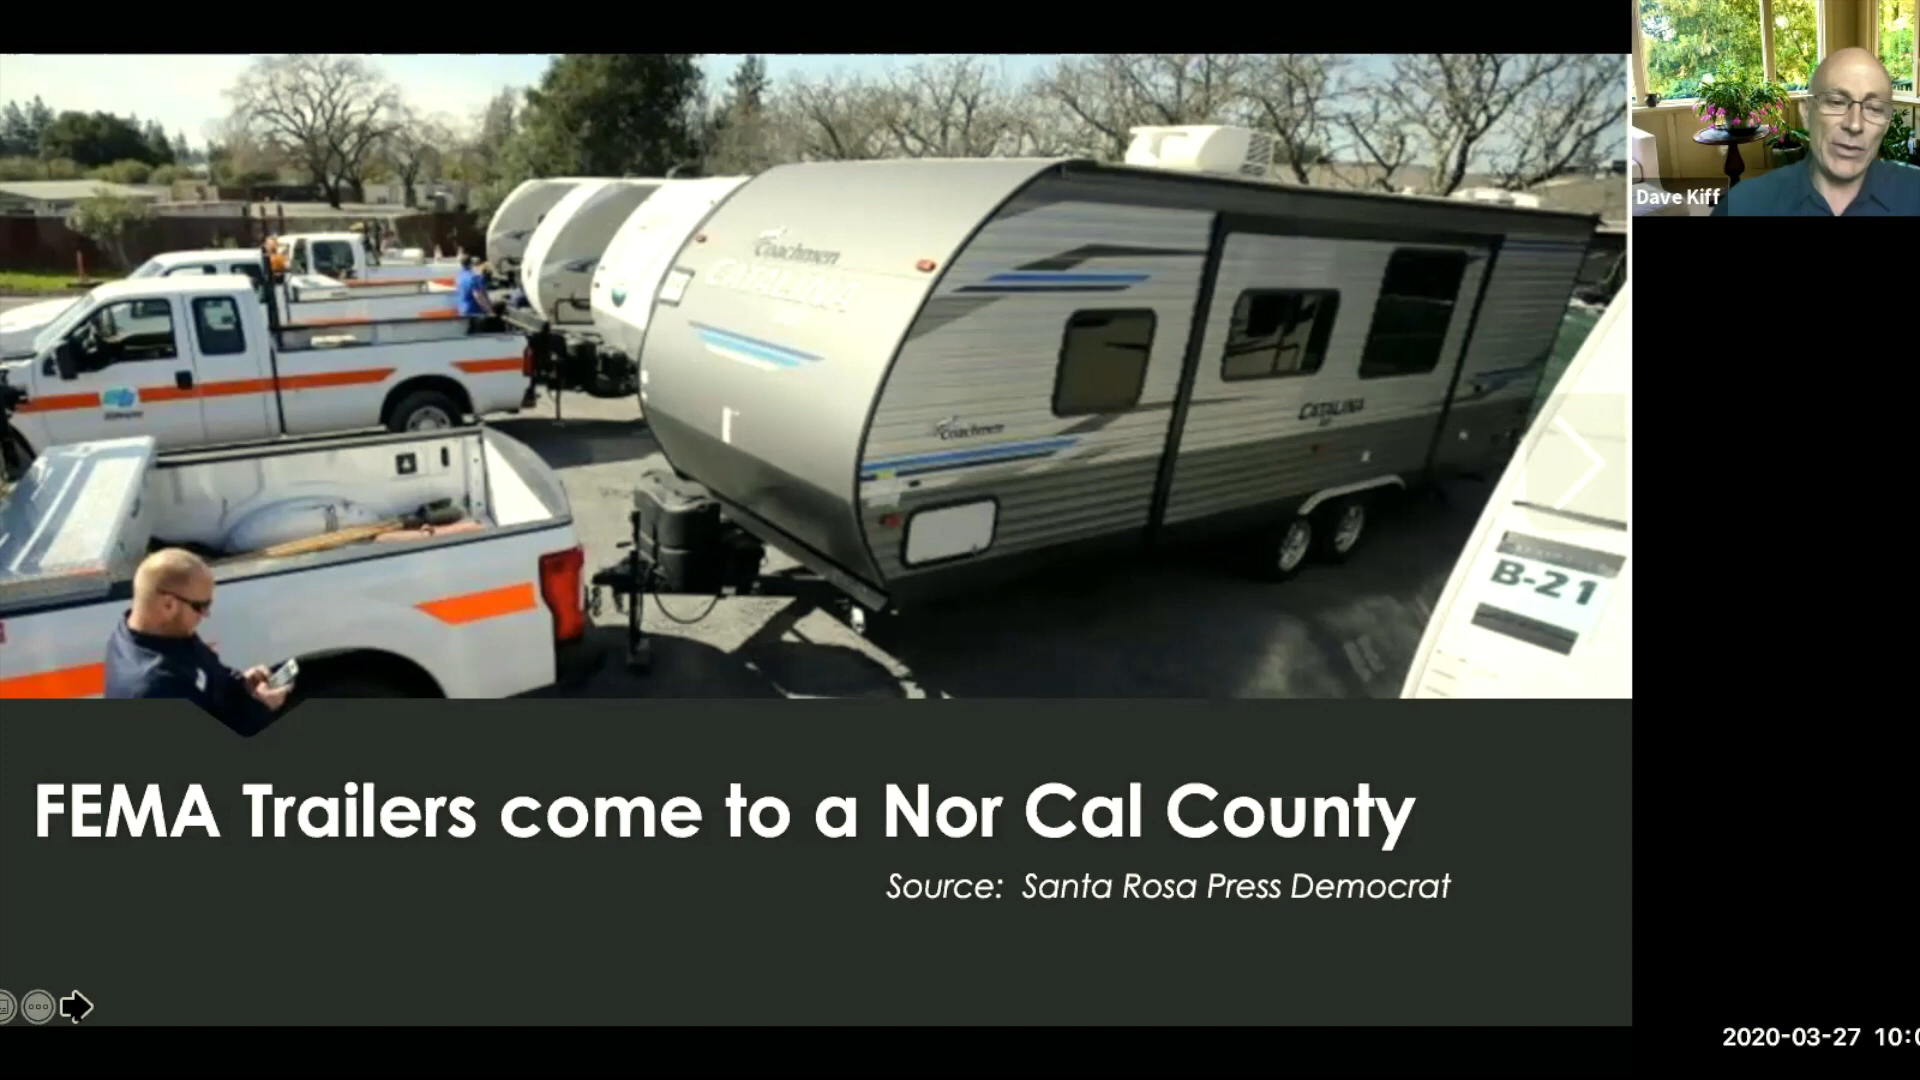 Dave Kiff
Coachmen
CATALINA
Coachmen
CATALINA
B-21
FEMA Trailers come to a Nor Cal County
Source: Santa Rosa Press Democrat
2020-03-27 10:0